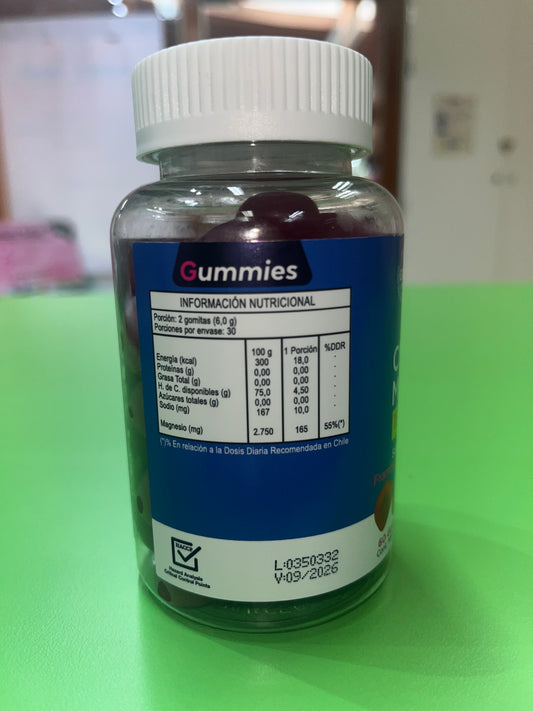 Gummies
INFORMACIÓN NUTRICIONAL
Porción: 2 gomitas (6,0 g)
Porciones por envase: 30
100 g 1 Porción %DDR
Energía (kcal) 300 18,0 -
Proteínas (g) 0,00 0,00 -
Grasa Total (g) 0,00 0,00 -
H. de C. disponibles (g) 75,0 4,50 -
Azúcares totales (g) 0,00 0,00 -
Sodio (mg) 167 10,0 -
Magnesio (mg) 2.750 165 55%(*)
(*)% En relación a la Dosis Diaria Recomendada en Chile
HACCP
Hazard Analysis
Critical Control Points
L:0350332
V:09/2026
60